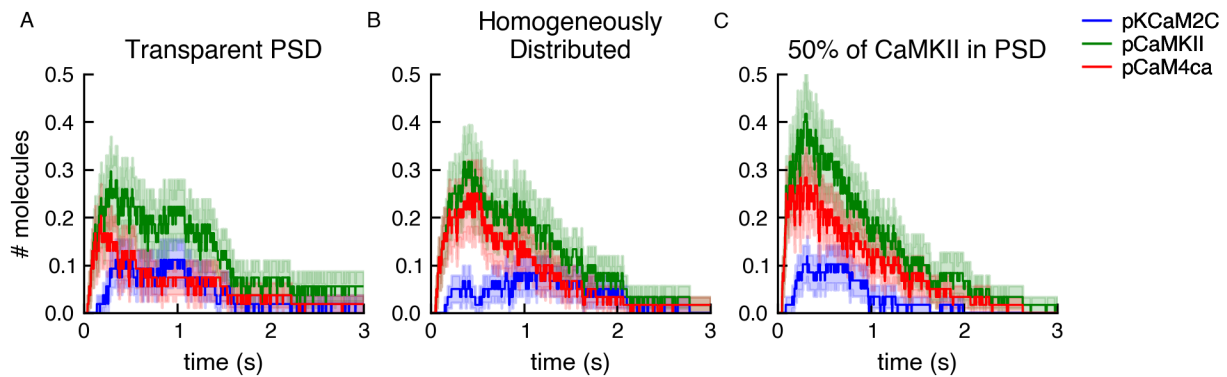 A
Transparent PSD
B
Homogeneously
Distributed
C
50% of CaMKII in PSD
pKCaM2C
pCaMKII
pCaM4ca
# molecules
0.5
0.4
0.3
0.2
0.1
0.0
0 1 2 3
time (s)
0.5
0.4
0.3
0.2
0.1
0.0
0 1 2 3
time (s)
0.5
0.4
0.3
0.2
0.1
0.0
0 1 2 3
time (s)